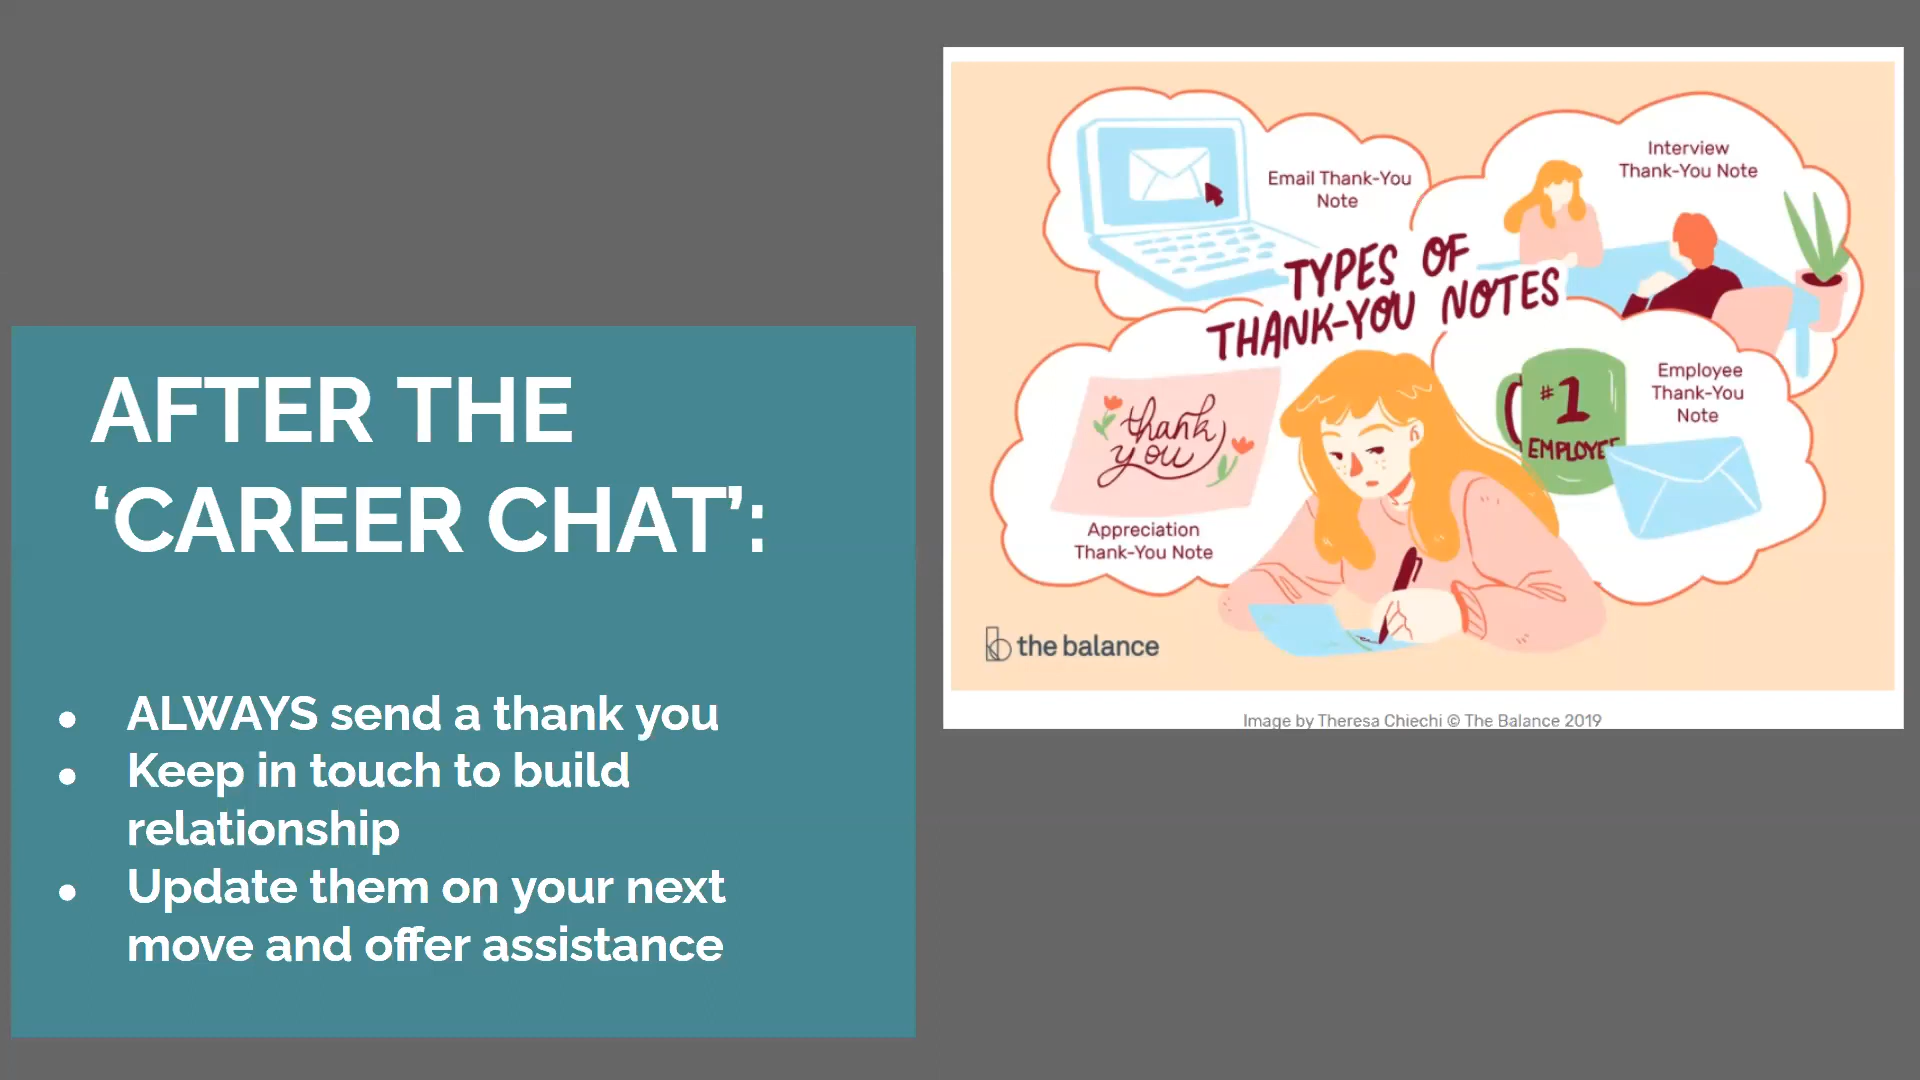 AFTER THE
‘CAREER CHAT’:
● ALWAYS send a thank you
● Keep in touch to build
relationship
● Update them on your next
move and offer assistance
Email Thank-You
Note
Interview
Thank-You Note
TYPES OF
THANK-YOU NOTES
thank
you
Appreciation
Thank-You Note
#1
EMPLOYEE
Employee
Thank-You
Note
the balance
Image by Theresa Chiechi © The Balance 2019